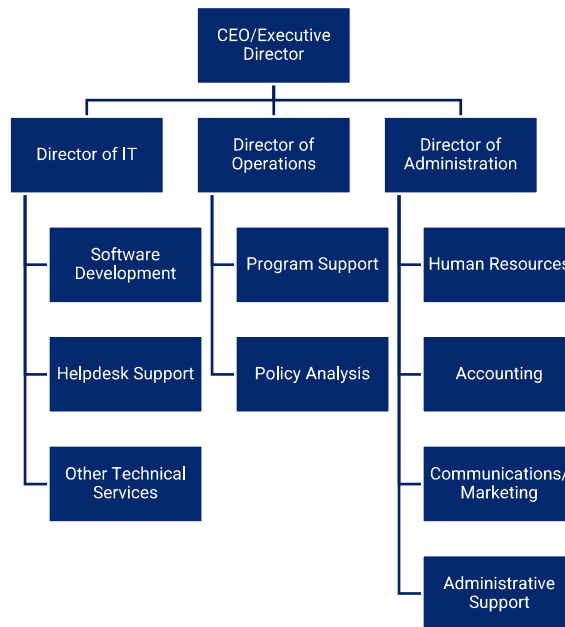 CEO/Executive
Director
Director of IT
Director of
Operations
Director of
Administration
Software
Development
Program Support
Human Resources
Helpdesk Support
Policy Analysis
Accounting
Other Technical
Services
Communications/
Marketing
Administrative
Support